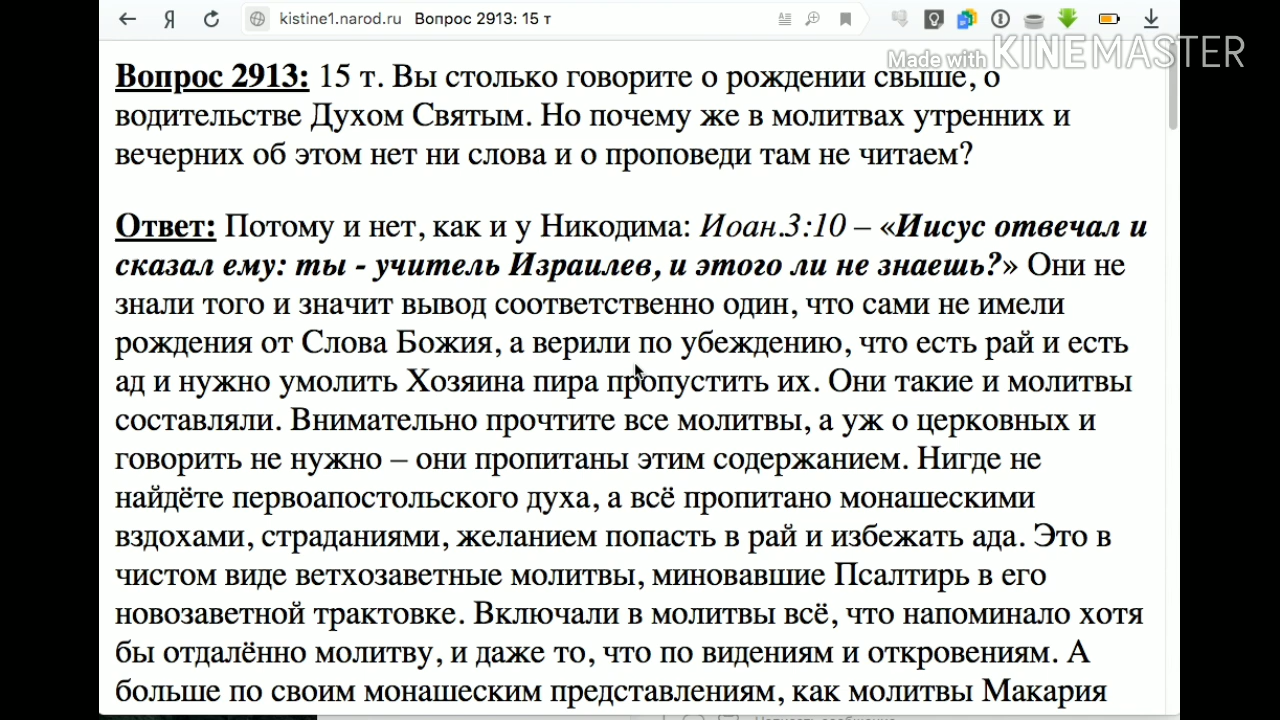 Я kistine1.narod.ru Вопрос 2913: 15 т
Made with KINEMASTER
Вопрос 2913: 15 т. Вы столько говорите о рождении свыше, о
водительстве Духом Святым. Но почему же в молитвах утренних и
вечерних об этом нет ни слова и о проповеди там не читаем?
Ответ: Потому и нет, как и у Никодима: Иоан.3:10 – «Иисус отвечал и
сказал ему: ты - учитель Израилев, и этого ли не знаешь?» Они не
знали того и значит вывод соответственно один, что сами не имели
рождения от Слова Божия, а верили по убеждению, что есть рай и есть
ад и нужно умолить Хозяина пира пропустить их. Они такие и молитвы
составляли. Внимательно прочтите все молитвы, а уж о церковных и
говорить не нужно – они пропитаны этим содержанием. Нигде не
найдёте первоапостольского духа, а всё пропитано монашескими
вздохами, страданиями, желанием попасть в рай и избежать ада. Это в
чистом виде ветхозаветные молитвы, миновавшие Псалтирь в его
новозаветной трактовке. Включали в молитвы всё, что напоминало хотя
бы отдалённо молитву, и даже то, что по видениям и откровениям. А
больше по своим монашеским представлениям, как молитвы Макария